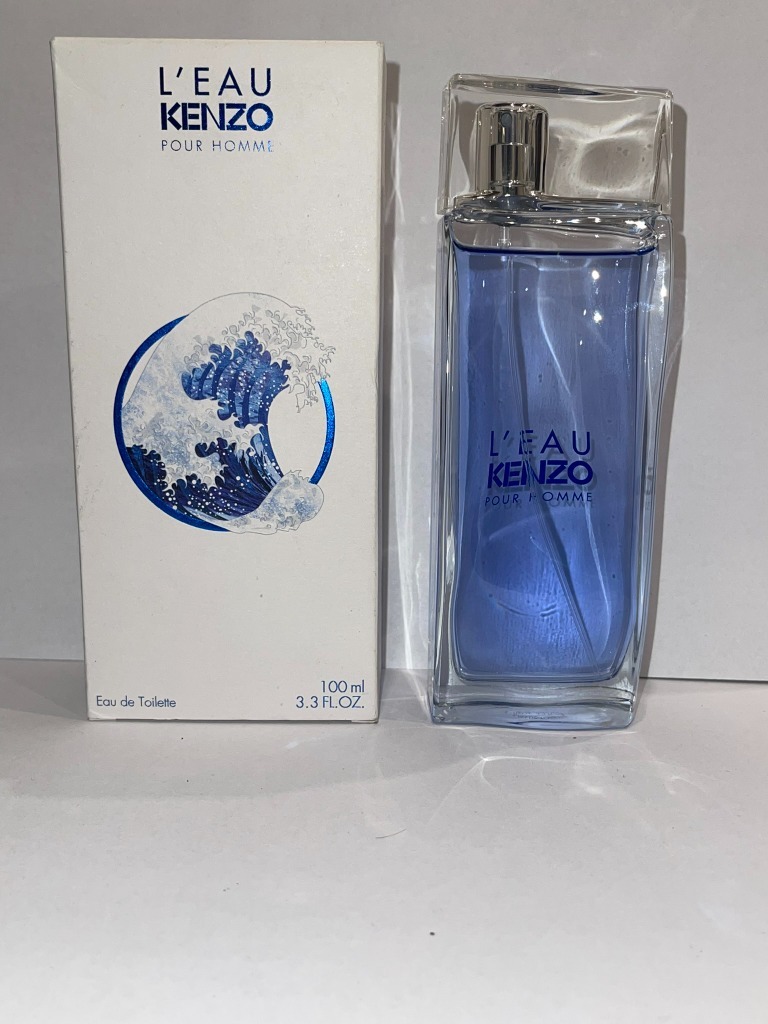 L'EAU
KENZO
POUR HOMME
Eau de Toilette
100 ml
3.3 FL.OZ.
L'EAU
KENZO
POUR HOMME